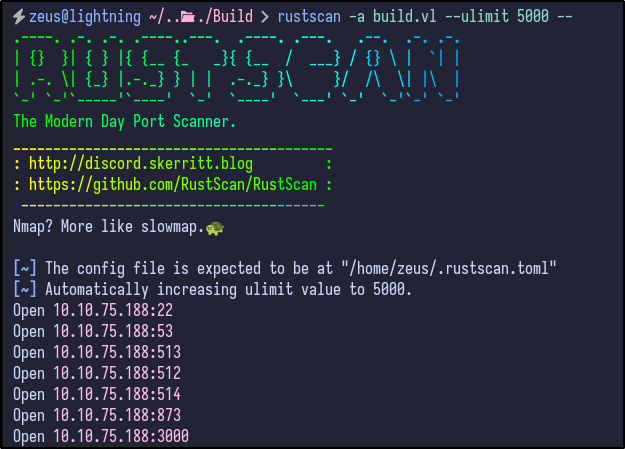 zeus@lightning ~/..../Build > rustscan -a build.vl --ulimit 5000 --
.----. .-. .-. .----..---.  .----. .---.   .--.  .-. .-.
| {}  }| { } |{ {__ {_   _}{ {__  /  ___} / {} \ |  `| |
| .-. \| {_} |.-._} } | |  .-._} }\     }/  /\  \| |\  |
`-' `-'`-----'`----'  `-'  `----'  `---' `-'  `-'`-' `-'
The Modern Day Port Scanner.
________________________________________
: http://discord.skerritt.blog         :
: https://github.com/RustScan/RustScan :
 --------------------------------------
Nmap? More like slowmap.🐢
[~] The config file is expected to be at "/home/zeus/.rustscan.toml"
[~] Automatically increasing ulimit value to 5000.
Open 10.10.75.188:22
Open 10.10.75.188:53
Open 10.10.75.188:513
Open 10.10.75.188:512
Open 10.10.75.188:514
Open 10.10.75.188:873
Open 10.10.75.188:3000